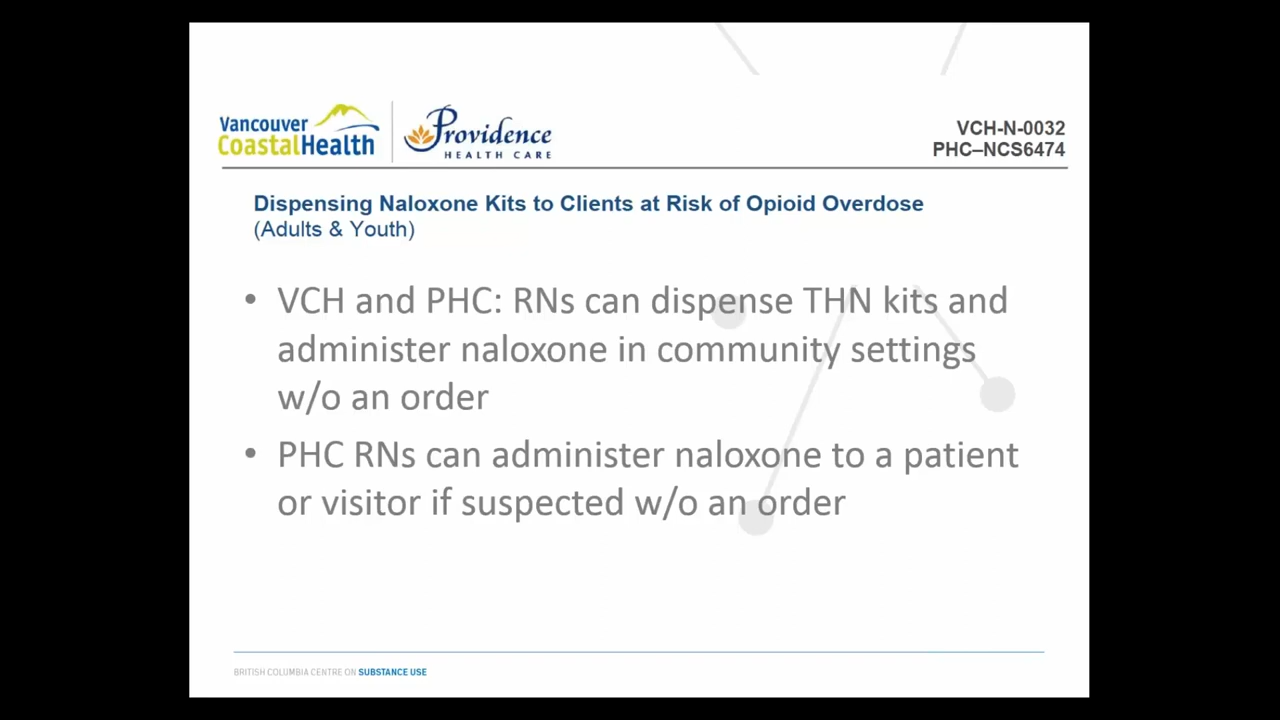 Vancouver
CoastalHealth
Providence
HEALTH CARE
VCH-N-0032
PHC–NCS6474
Dispensing Naloxone Kits to Clients at Risk of Opioid Overdose
(Adults & Youth)
• VCH and PHC: RNs can dispense THN kits and
administer naloxone in community settings
w/o an order
• PHC RNs can administer naloxone to a patient
or visitor if suspected w/o an order
BRITISH COLUMBIA CENTRE ON SUBSTANCE USE